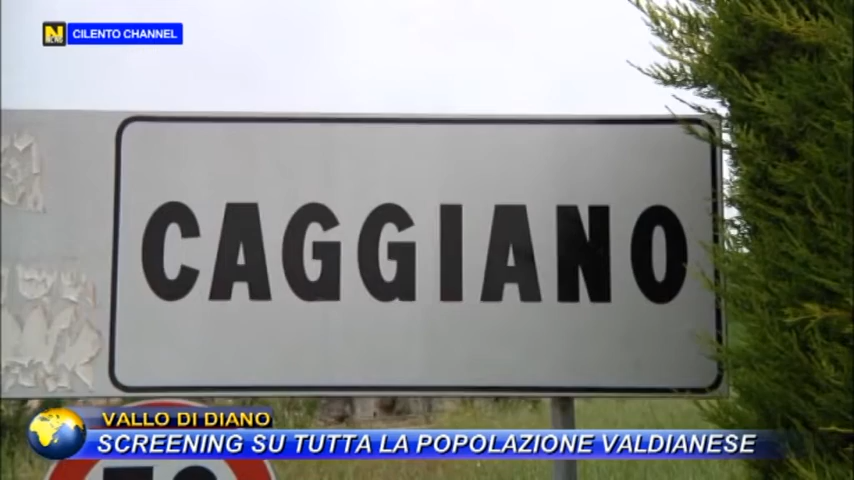 CILENTO CHANNEL
CAGGIANO
VALLO DI DIANO
SCREENING SU TUTTA LA POPOLAZIONE VALDIANESE